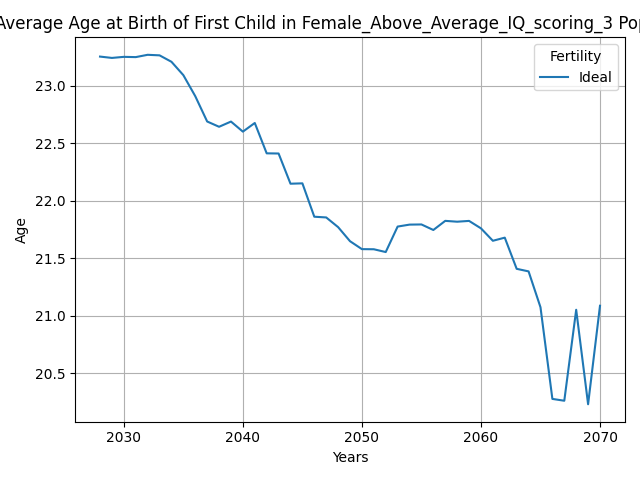 Average Age at Birth of First Child in Female_Above_Average_IQ_scoring_3 Pop
Fertility
Ideal
23.0
22.5
22.0
21.5
21.0
20.5
Age
2030 2040 2050 2060 2070
Years